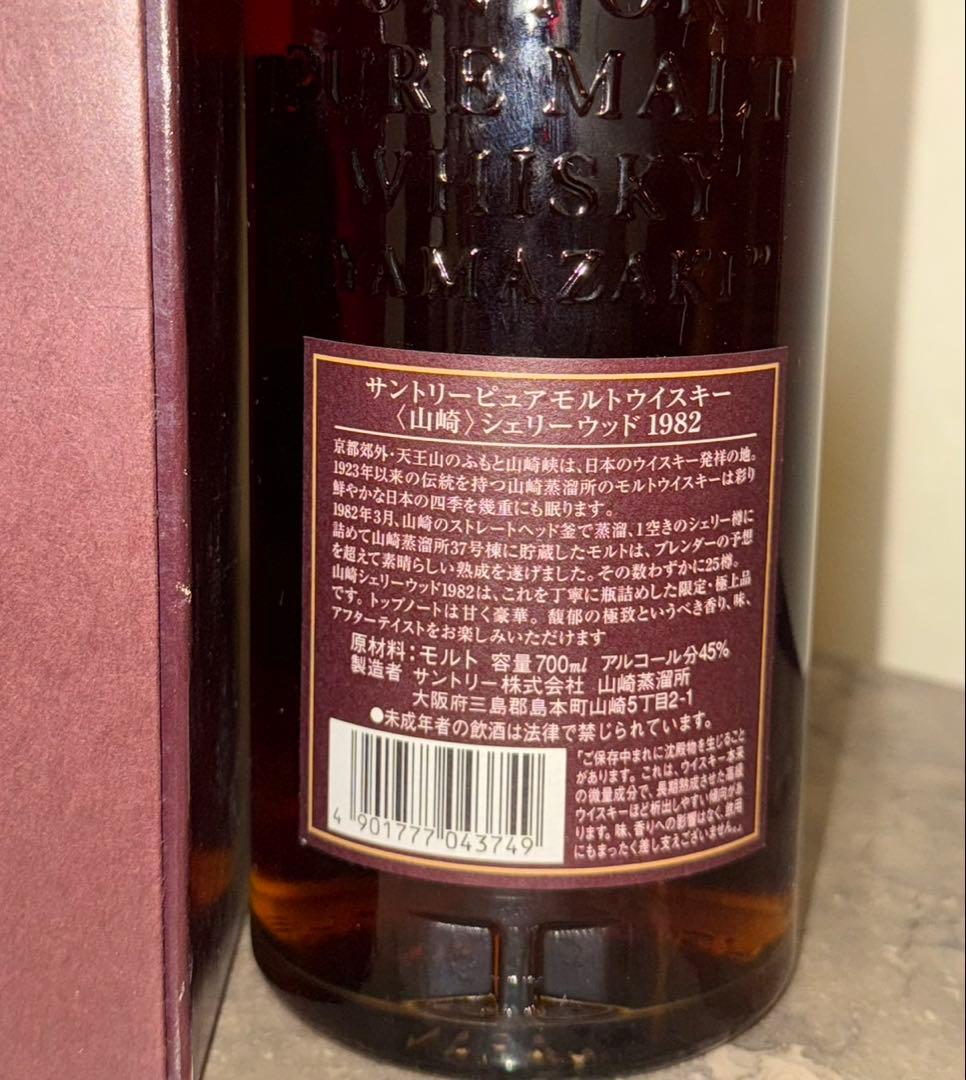 PURE MALT
WHISKY
"YAMAZAKI"
サントリーピュアモルトウイスキー
〈山崎〉シェリーウッド 1982
京都郊外・天王山のふもと山崎峡は、日本のウイスキー発祥の地。
1923年以来の伝統を持つ山崎蒸溜所のモルトウイスキーは彩り
鮮やかな日本の四季を幾重にも眠ります。
1982年3月、山崎のストレートヘッド釜で蒸溜、1空きのシェリー樽に
詰めて山崎蒸溜所37号棟に貯蔵したモルトは、ブレンダーの予想
を超えて素晴らしい熟成を遂げました。その数わずかに25樽。
山崎シェリーウッド1982は、これを丁寧に瓶詰めした限定・極上品
です。トップノートは甘く豪華。馥郁の極致というべき香り、味、
アフターテイストをお楽しみいただけます
原材料：モルト 容量700ml アルコール分45%
製造者 サントリー株式会社 山崎蒸溜所
大阪府三島郡島本町山崎5丁目2-1
●未成年者の飲酒は法律で禁じられています。
4 901777 043749
「ご保存中まれに沈殿物を生じること
があります。これは、ウイスキー本来
の微量成分で、長期熟成させた高級
ウイスキーほど析出しやすい傾向があ
ります。味、香りへの影響はなく、飲用
にもまったく差し支えございません。」